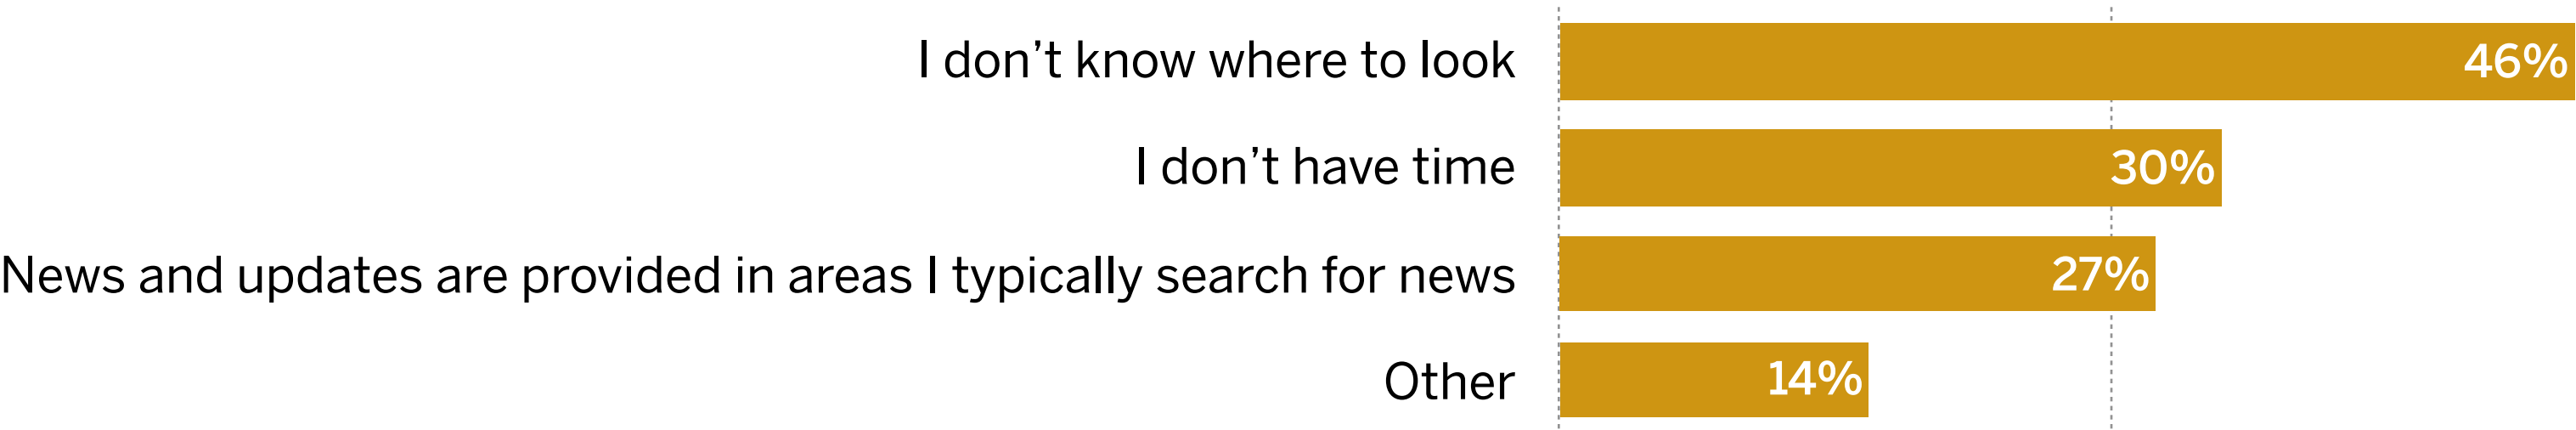 I don’t know where to look 46%
I don’t have time 30%
News and updates are provided in areas I typically search for news 27%
Other 14%